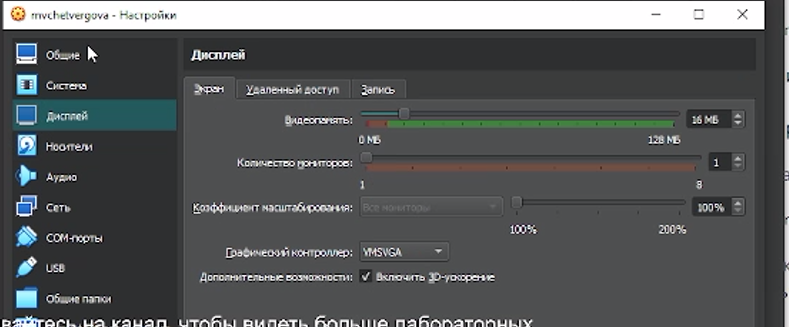 mvchetvergova - Настройки
Общие
Система
Дисплей
Носители
Аудио
Сеть
COM-порты
USB
Общие папки
Дисплей
Экран Удаленный доступ Запись
Видеопамять: 16 МБ
0 МБ 128 МБ
Количество мониторов: 1
1 8
Коэффициент масштабирования: Все мониторы 100%
100% 200%
Графический контроллер: VMSVGA
Дополнительные возможности: Включить 3D-ускорение
вайтесь на канал, чтобы видеть больше лабораторных